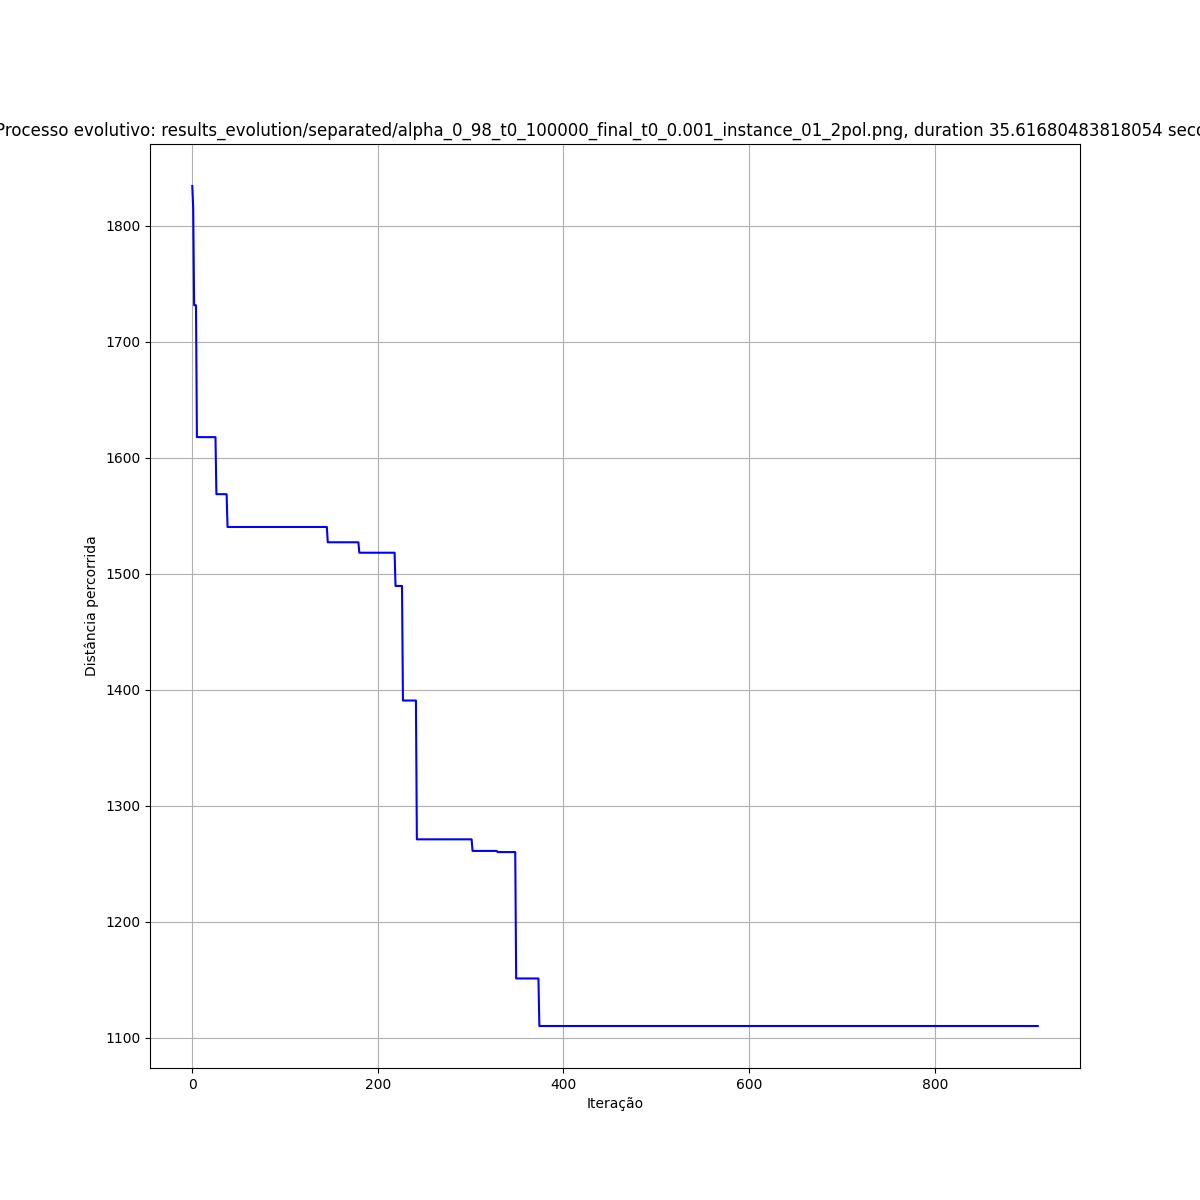 Processo evolutivo: results_evolution/separated/alpha_0_98_t0_100000_final_t0_0.001_instance_01_2pol.png, duration 35.61680483818054 seco
1800
1700
1600
1500
1400
1300
1200
1100
Distância percorrida
0 200 400 600 800
Iteração